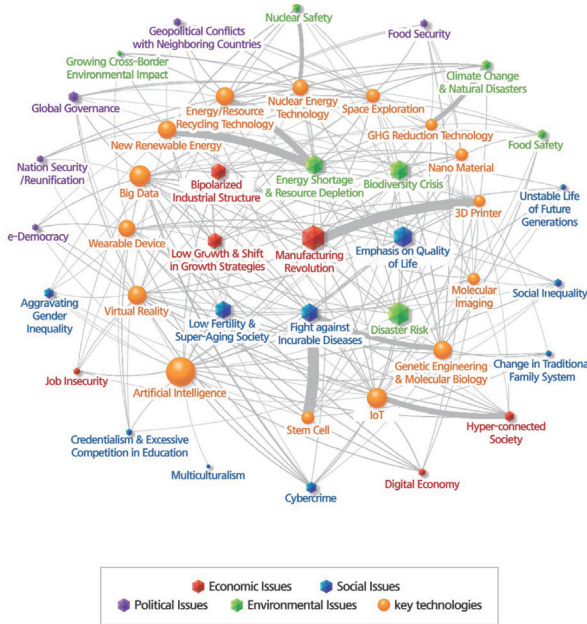 Nuclear Safety
Geopolitical Conflicts
with Neighboring Countries
Food Security
Growing Cross-Border
Environmental Impact
Climate Change
& Natural Disasters
Global Governance
Energy/Resource
Recycling Technology
Nuclear Energy
Technology
Space Exploration
GHG Reduction Technology
New Renewable Energy
Food Safety
Nation Security
/Reunification
Big Data
Bipolarized
Industrial Structure
Energy Shortage
& Resource Depletion
Biodiversity Crisis
Nano Material
Unstable Life
of Future
Generations
3D Printer
e-Democracy
Wearable Device
Low Growth & Shift
in Growth Strategies
Manufacturing
Revolution
Emphasis on Quality
of Life
Molecular
Imaging
Social Inequality
Aggravating
Gender
Inequality
Virtual Reality
Low Fertility &
Super-Aging Society
Fight against
Incurable Diseases
Disaster Risk
Genetic Engineering
& Molecular Biology
Change in Traditional
Family System
Job Insecurity
Artificial Intelligence
Stem Cell
IoT
Hyper-connected
Society
Credentialism & Excessive
Competition in Education
Multiculturalism
Cybercrime
Digital Economy
Economic Issues
Social Issues
Political Issues
Environmental Issues
key technologies